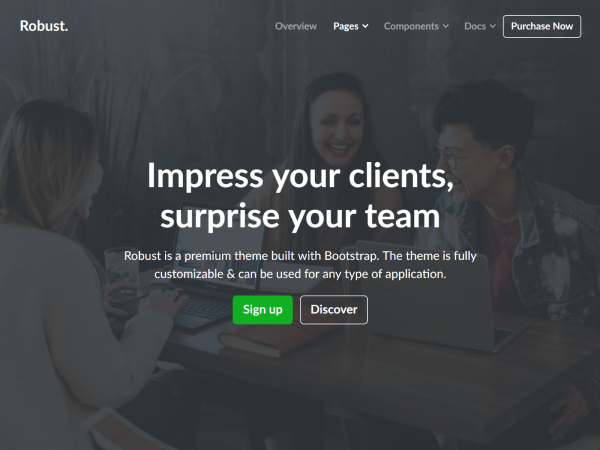 Robust.
Overview Pages Components Docs Purchase Now
Impress your clients,
surprise your team
Robust is a premium theme built with Bootstrap. The theme is fully
customizable & can be used for any type of application.
Sign up Discover